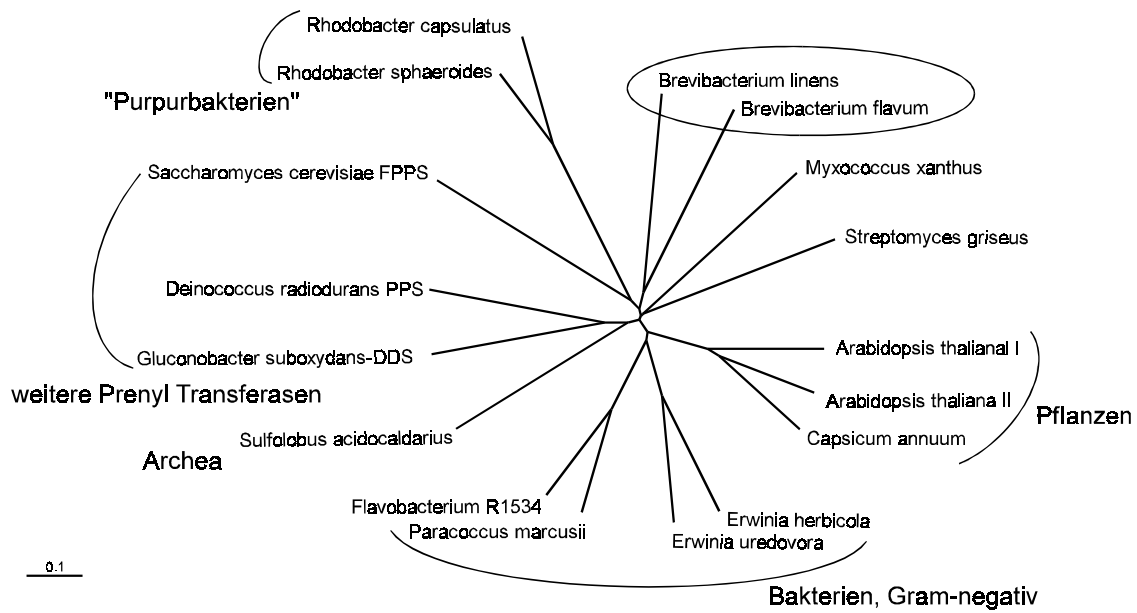 Rhodobacter capsulatus
Rhodobacter sphaeroides
"Purpurbakterien"
Brevibacterium linens
Brevibacterium flavum
Saccharomyces cerevisiae FPPS
Myxococcus xanthus
Streptomyces griseus
Deinococcus radiodurans PPS
Gluconobacter suboxydans-DDS
weitere Prenyl Transferasen
Arabidopsis thalianal I
Arabidopsis thaliana II
Capsicum annuum
Pflanzen
Sulfolobus acidocaldarius
Archea
Flavobacterium R1534
Paracoccus marcusii
Erwinia herbicola
Erwinia uredovora
0.1
Bakterien, Gram-negativ